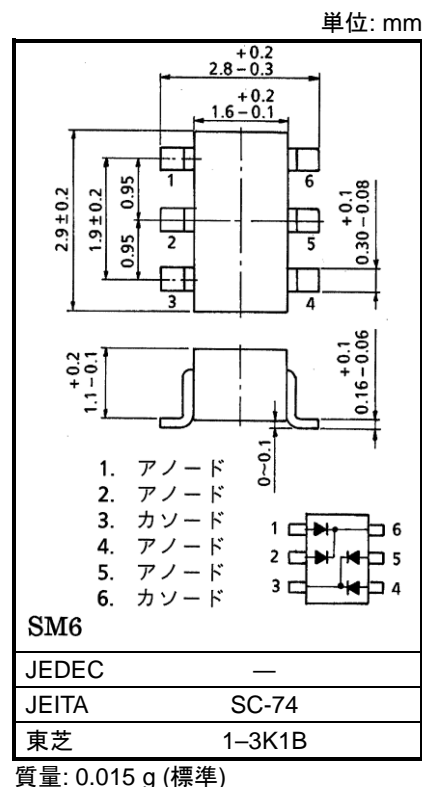 単位: mm
+0.2
2.8–0.3
+0.2
1.6–0.1
2.9±0.2
1.9±0.2
0.95
0.95
1
2
3
6
5
4
+0.1
0.30–0.08
+0.2
1.1–0.1
+0.1
0.16–0.06
0~0.1
1. アノード
2. アノード
3. カソード
4. アノード
5. アノード
6. カソード
1
2
3
6
5
4
SM6
JEDEC —
JEITA SC-74
東芝 1–3K1B
質量: 0.015 g (標準)